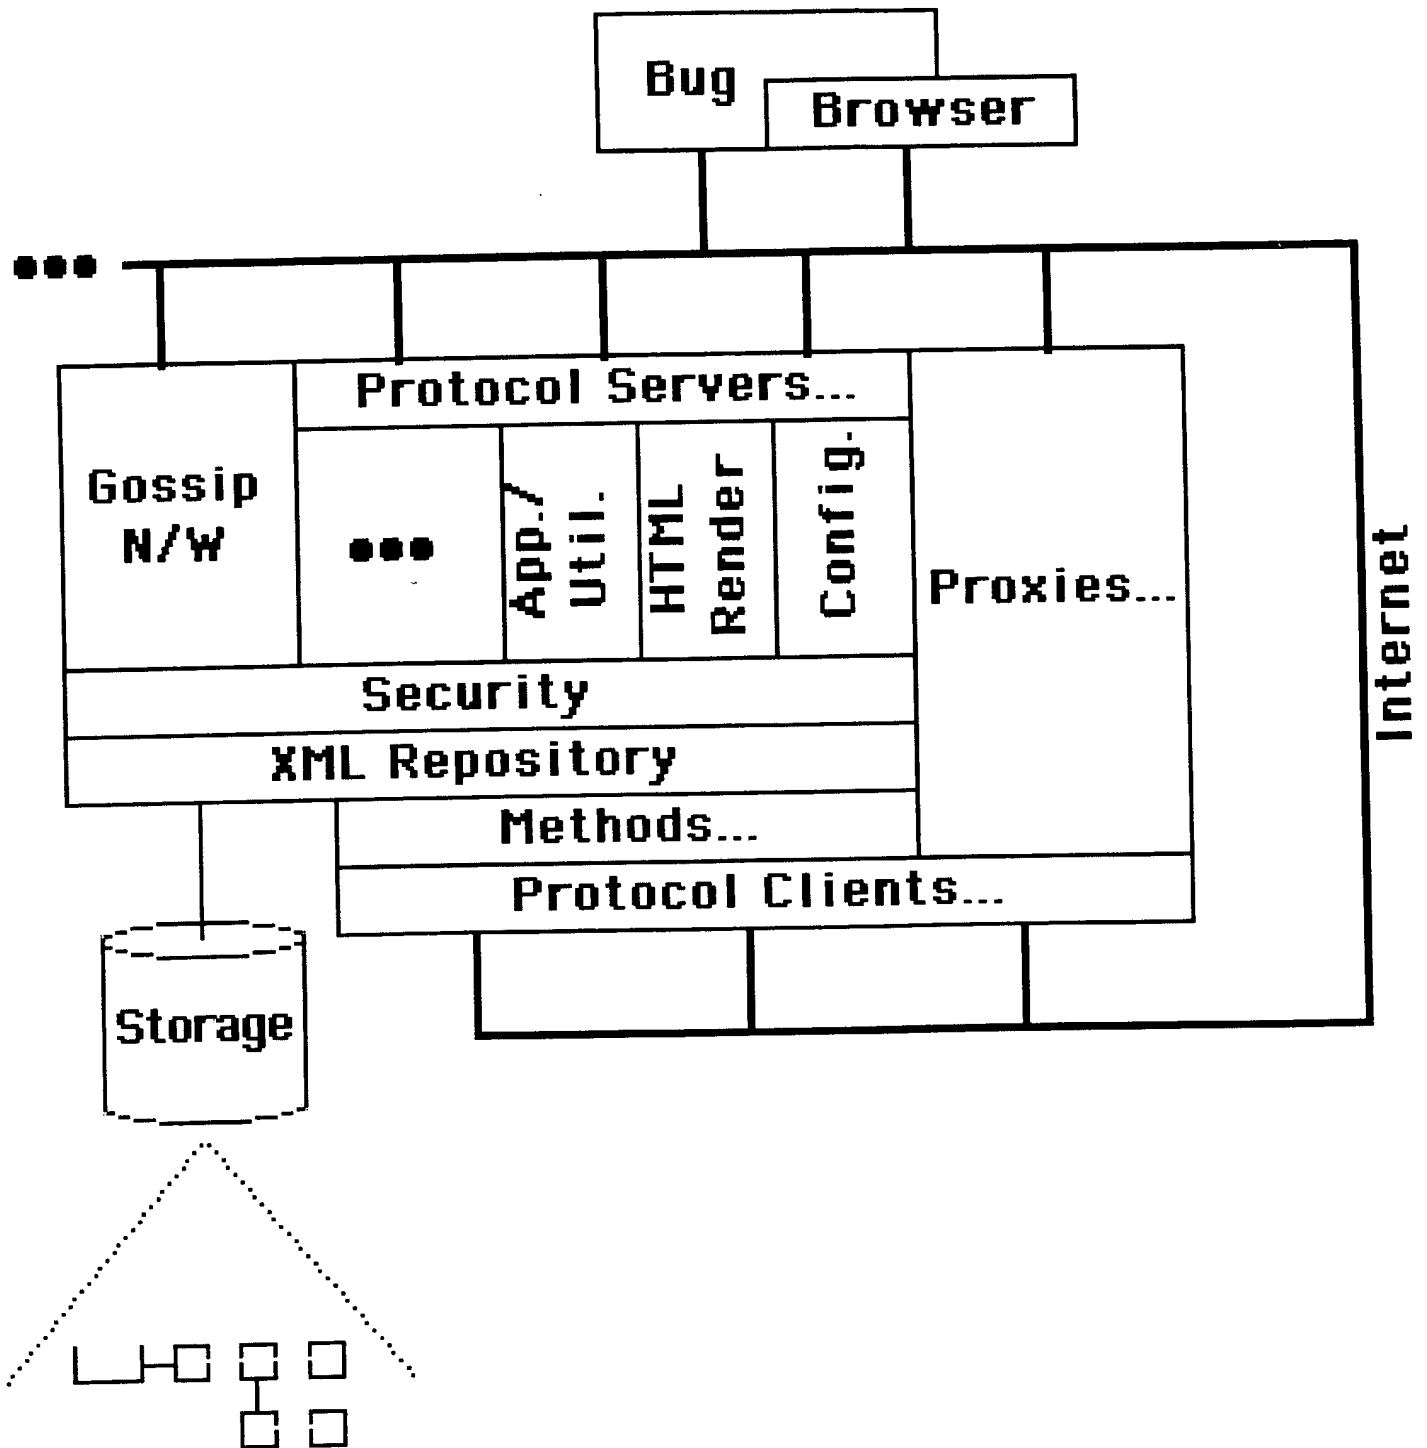 Bug
Browser
•••
Protocol Servers...
Gossip
N/W
•••
App./
Util.
HTML
Render
Config.
Proxies...
Internet
Security
XML Repository
Methods...
Protocol Clients...
Storage